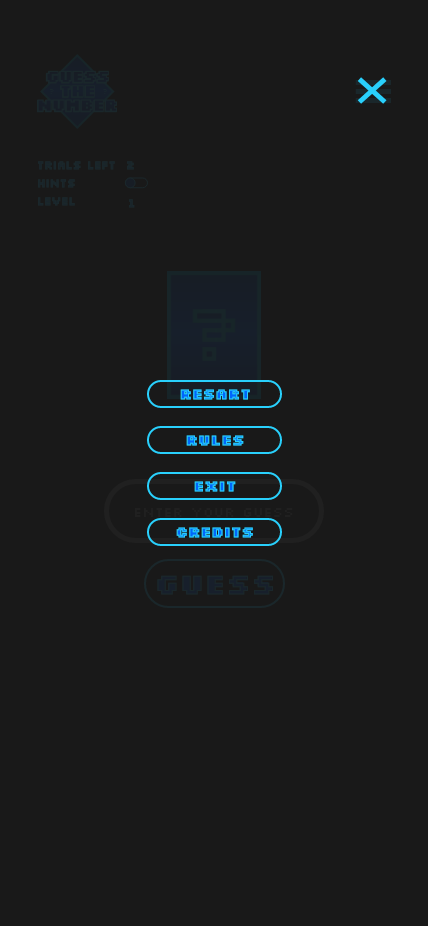 GUESS
THE
NUMBER
TRIALS LEFT 2
HINTS
LEVEL 1
?
RESART
RULES
EXIT
ENTER YOUR GUESS
CREDITS
GUESS